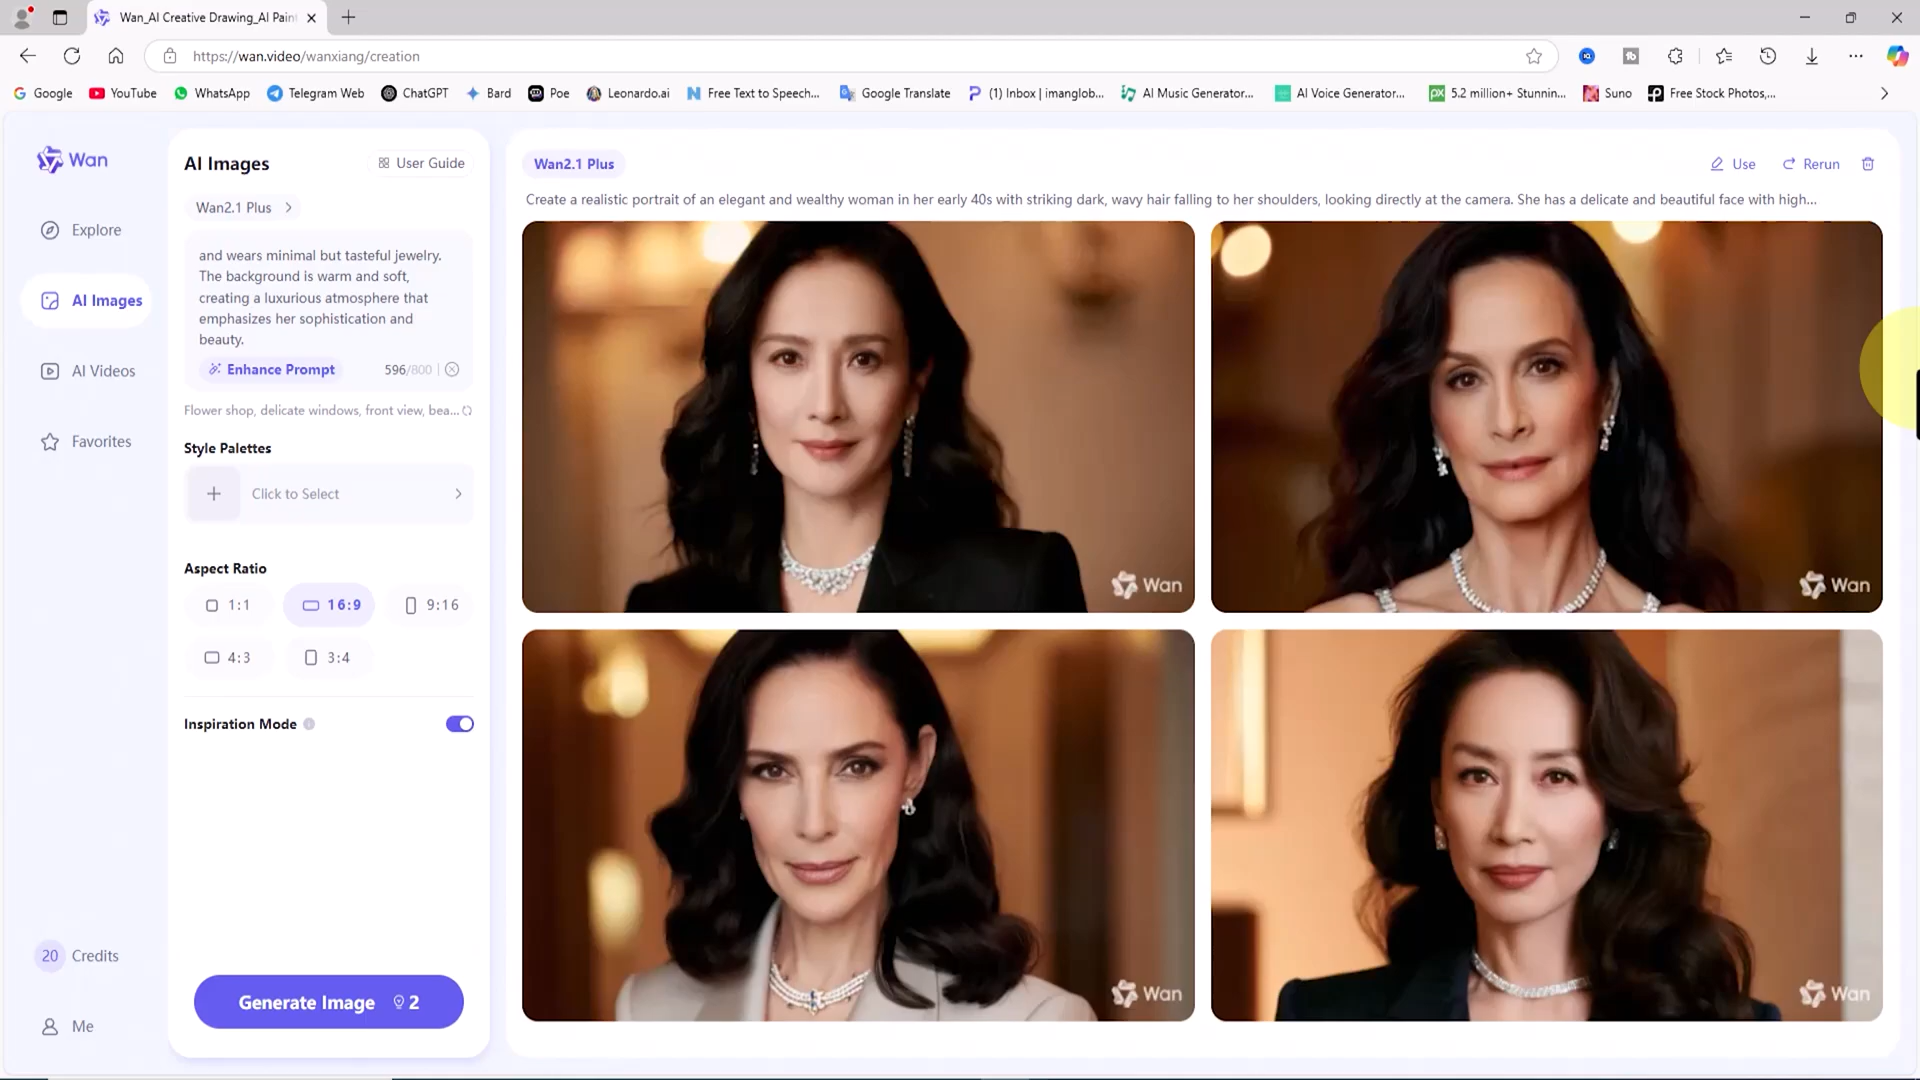 Wan_AI Creative Drawing_AI Pain
https://wan.video/wanxiang/creation
Google
YouTube
WhatsApp
Telegram Web
ChatGPT
Bard
Poe
Leonardo.ai
Free Text to Speech...
Google Translate
(1) Inbox | imanglob...
AI Music Generator...
AI Voice Generator...
5.2 million+ Stunnin...
Suno
Free Stock Photos,...
Wan
Explore
AI Images
AI Videos
Favorites
20 Credits
Me
AI Images
User Guide
Wan2.1 Plus
and wears minimal but tasteful jewelry.
The background is warm and soft,
creating a luxurious atmosphere that
emphasizes her sophistication and
beauty.
Enhance Prompt
596/800
Flower shop, delicate windows, front view, bea...
Style Palettes
Click to Select
Aspect Ratio
1:1
16:9
9:16
4:3
3:4
Inspiration Mode
Generate Image 2
Wan2.1 Plus
Use
Rerun
Create a realistic portrait of an elegant and wealthy woman in her early 40s with striking dark, wavy hair falling to her shoulders, looking directly at the camera. She has a delicate and beautiful face with high...
Wan
Wan
Wan
Wan